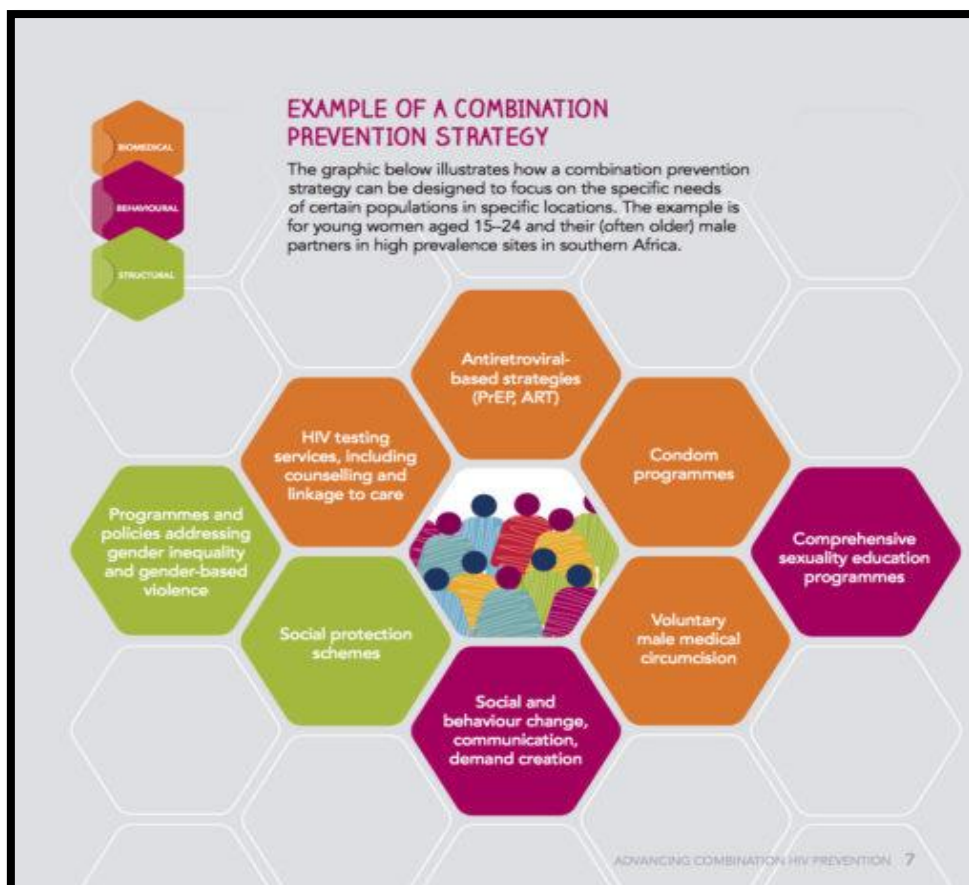 BIOMEDICAL
BEHAVIOURAL
STRUCTURAL
EXAMPLE OF A COMBINATION
PREVENTION STRATEGY
The graphic below illustrates how a combination prevention
strategy can be designed to focus on the specific needs
of certain populations in specific locations. The example is
for young women aged 15–24 and their (often older) male
partners in high prevalence sites in southern Africa.
Antiretroviral-
based strategies
(PrEP, ART)
HIV testing
services, including
counselling and
linkage to care
Condom
programmes
Programmes and
policies addressing
gender inequality
and gender-based
violence
Comprehensive
sexuality education
programmes
Social protection
schemes
Voluntary
male medical
circumcision
Social and
behaviour change,
communication,
demand creation
ADVANCING COMBINATION HIV PREVENTION 7